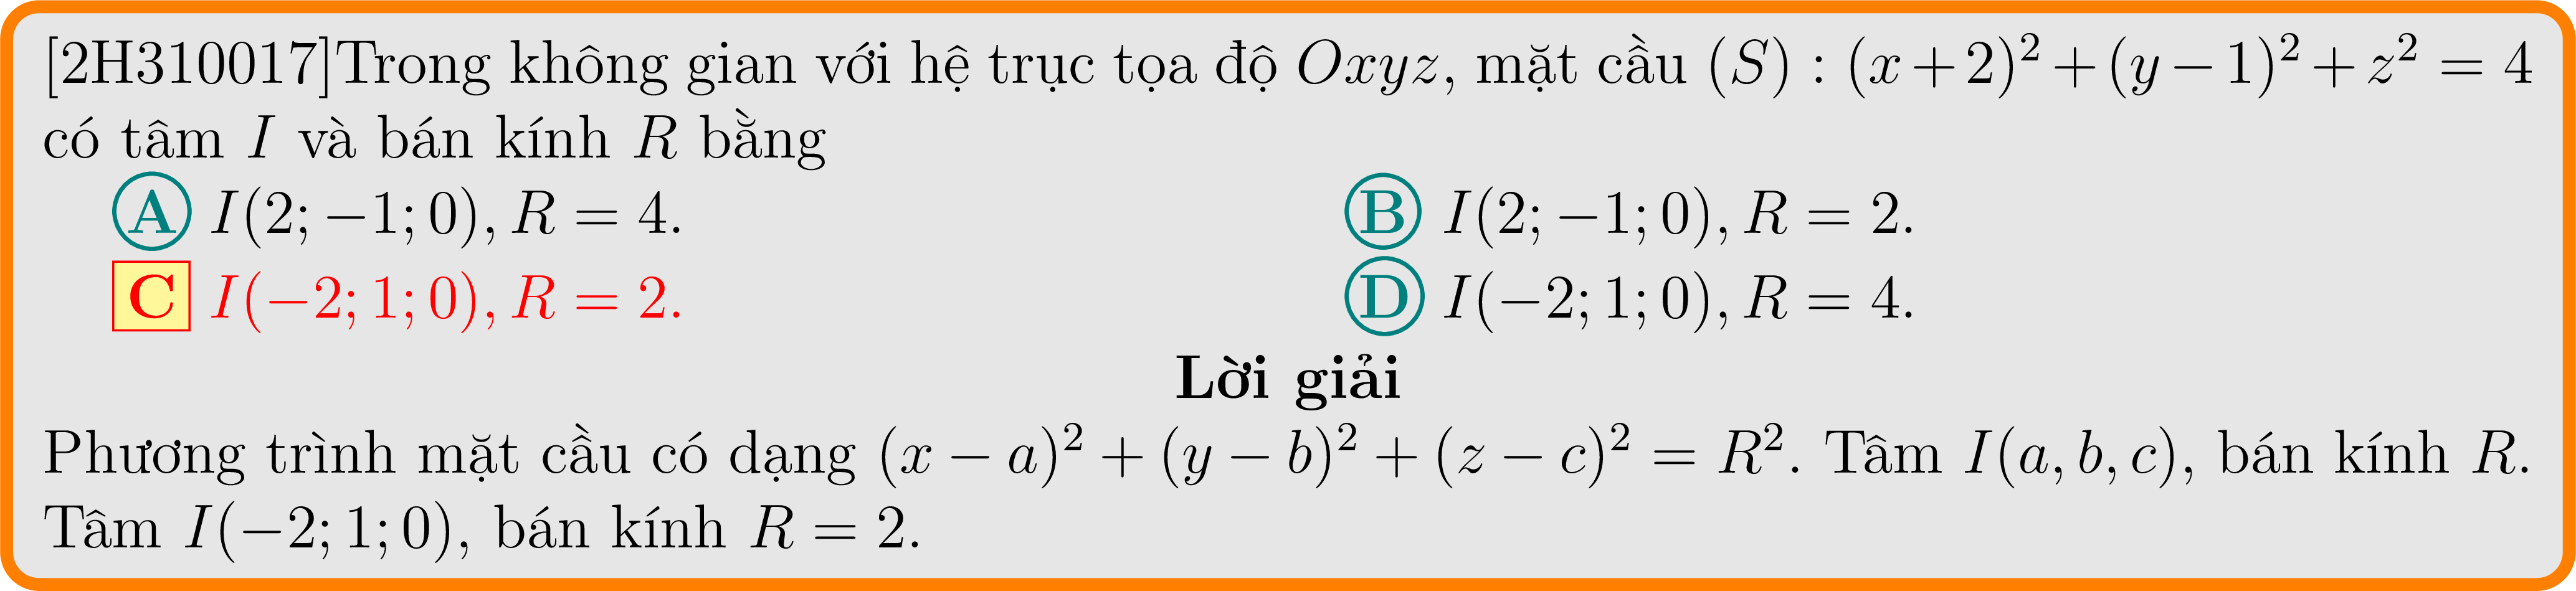 [2H310017]Trong không gian với hệ trục tọa độ Oxyz, mặt cầu (S) : (x + 2)² + (y − 1)² + z² = 4
có tâm I và bán kính R bằng
A I(2; −1; 0), R = 4. B I(2; −1; 0), R = 2.
C I(−2; 1; 0), R = 2. D I(−2; 1; 0), R = 4.
Lời giải
Phương trình mặt cầu có dạng (x − a)² + (y − b)² + (z − c)² = R². Tâm I(a, b, c), bán kính R.
Tâm I(−2; 1; 0), bán kính R = 2.